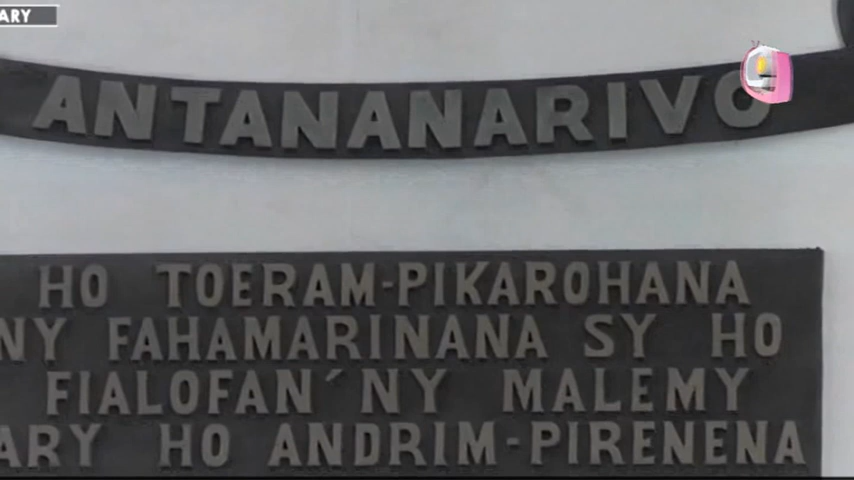 ARY
ANTANANARIVO
HO TOERAM-PIKAROHANA
NY FAHAMARINANA SY HO
FIALOFAN´NY MALEMY
ARY HO ANDRIM-PIRENENA